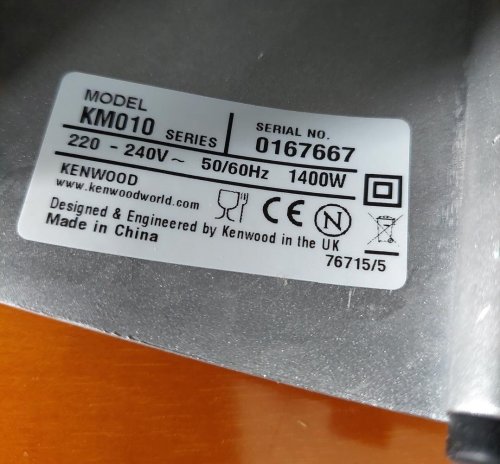 MODEL
KM010 SERIES
SERIAL NO.
0167667
220 - 240V~ 50/60Hz 1400W
KENWOOD
www.kenwoodworld.com
CE N
Designed & Engineered by Kenwood in the UK
Made in China
76715/5